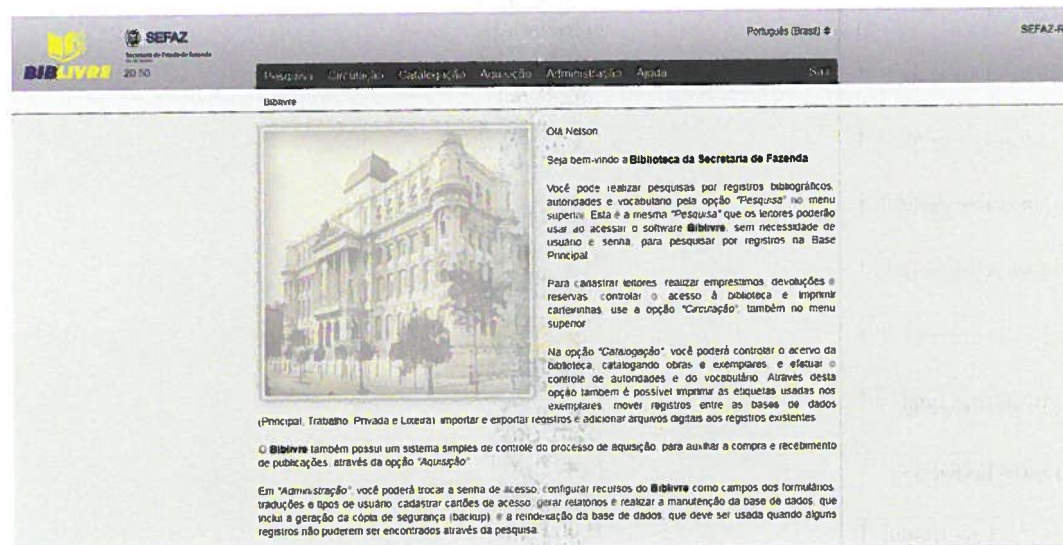 SEFAZ
Secretaria de Estado de Fazenda
BIBLIVRE
20:50
Português (Brasil)
SEFAZ-R
Pesquisa Circulação Catalogação Aquisição Administração Ajuda Sair
Biblivre
Olá Nelson
Seja bem-vindo a Biblioteca da Secretaria de Fazenda
Você pode realizar pesquisas por registros bibliográficos,
autoridades e vocabulário pela opção "Pesquisa" no menu
superior. Esta é a mesma "Pesquisa" que os leitores poderão
usar ao acessar o software Biblivre, sem necessidade de
usuário e senha, para pesquisar por registros na Base
Principal
Para cadastrar leitores, realizar empréstimos, devoluções e
reservas, controlar o acesso à biblioteca e imprimir
carteirinhas, use a opção "Circulação", também no menu
superior
Na opção "Catalogação", você poderá controlar o acervo da
biblioteca, catalogando obras e exemplares, e efetuar o
controle de autoridades e do vocabulário. Através desta
opção também é possível imprimir as etiquetas usadas nos
exemplares, mover registros entre as bases de dados
(Principal, Trabalho, Privada e Lixeira), importar e exportar registros e adicionar arquivos digitais aos registros existentes
O Biblivre também possui um sistema simples de controle do processo de aquisição, para auxiliar a compra e recebimento
de publicações, através da opção "Aquisição"
Em "Administração", você poderá trocar a senha de acesso, configurar recursos do Biblivre como campos dos formulários,
traduções e tipos de usuário, cadastrar cartões de acesso, gerar relatórios e realizar a manutenção da base de dados, que
inclui a geração da cópia de segurança (backup), e a reindexação da base de dados, que deve ser usada quando alguns
registros não puderem ser encontrados através da pesquisa.